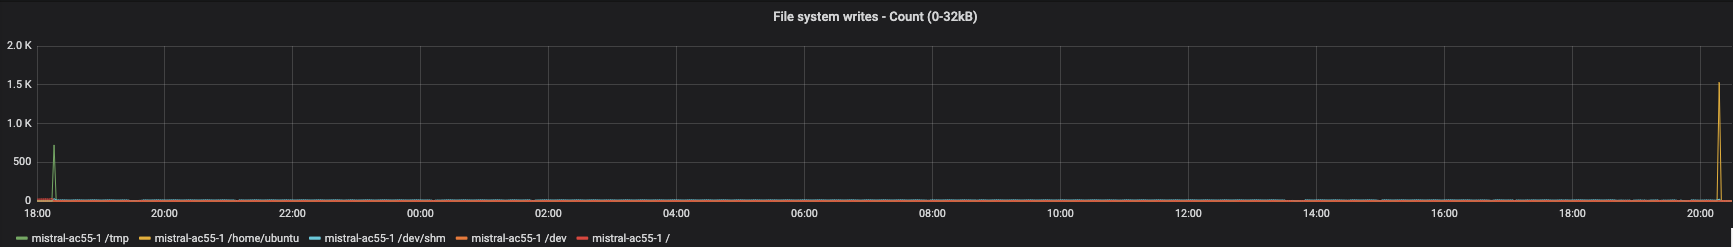 File system writes - Count (0-32kB)
2.0 K
1.5 K
1.0 K
500
0
18:00 20:00 22:00 00:00 02:00 04:00 06:00 08:00 10:00 12:00 14:00 16:00 18:00 20:00
mistral-ac55-1 /tmp mistral-ac55-1 /home/ubuntu mistral-ac55-1 /dev/shm mistral-ac55-1 /dev mistral-ac55-1 /